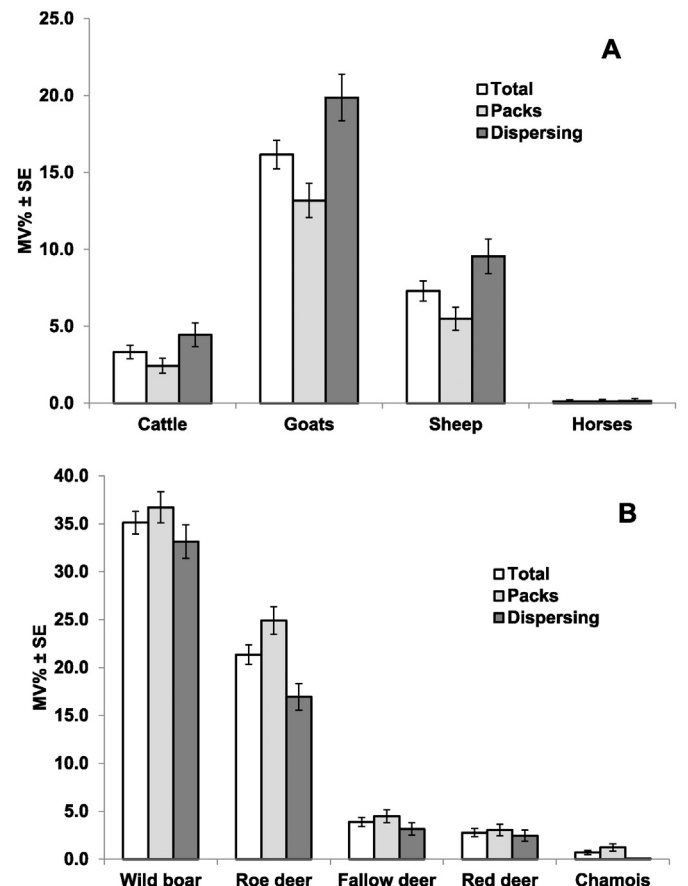 25.0
20.0
15.0
10.0
5.0
0.0
MV% ± SE
A
Total
Packs
Dispersing
Cattle Goats Sheep Horses
40.0
35.0
30.0
25.0
20.0
15.0
10.0
5.0
0.0
MV% ± SE
B
Total
Packs
Dispersing
Wild boar Roe deer Fallow deer Red deer Chamois